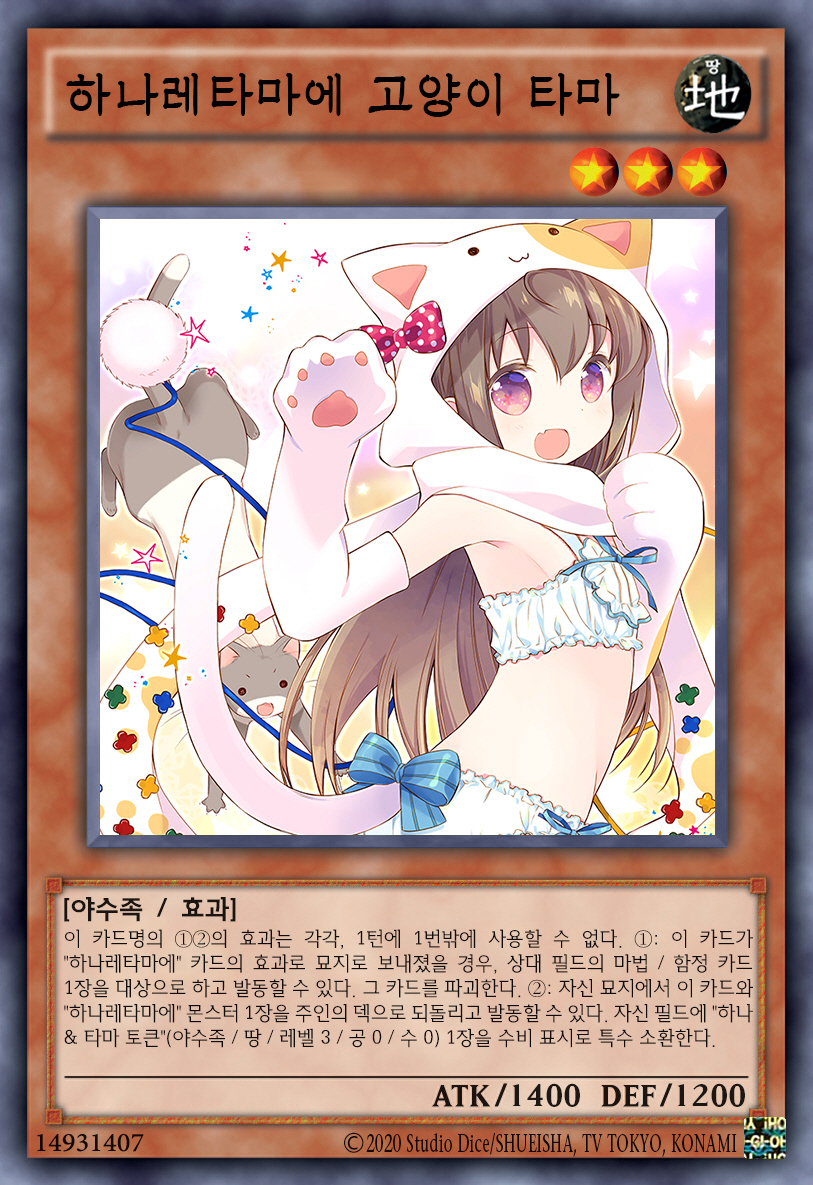 하나레타마에 고양이 타마
땅
地
[야수족 / 효과]
이 카드명의 ①②의 효과는 각각, 1턴에 1번밖에 사용할 수 없다. ①: 이 카드가
"하나레타마에" 카드의 효과로 묘지로 보내졌을 경우, 상대 필드의 마법 / 함정 카드
1장을 대상으로 하고 발동할 수 있다. 그 카드를 파괴한다. ②: 자신 묘지에서 이 카드와
"하나레타마에" 몬스터 1장을 주인의 덱으로 되돌리고 발동할 수 있다. 자신 필드에 "하나
& 타마 토큰"(야수족 / 땅 / 레벨 3 / 공 0 / 수 0) 1장을 수비 표시로 특수 소환한다.
ATK/1400 DEF/1200
14931407 ©2020 Studio Dice/SHUEISHA, TV TOKYO, KONAMI